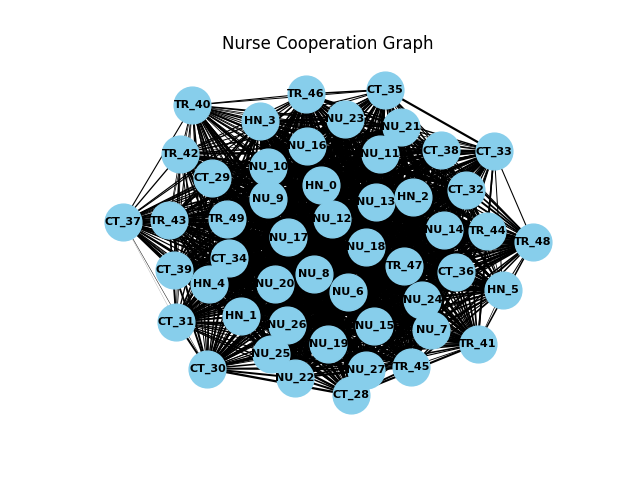 Nurse Cooperation Graph
CT_35
TR_46
TR_40
NU_23
HN_3
NU_21
NU_16
CT_38
CT_33
TR_42
NU_11
NU_10
CT_29
HN_0
CT_32
HN_2
NU_9
NU_13
TR_49
NU_12
TR_43
CT_37
NU_14
TR_44
NU_17
TR_48
NU_18
CT_34
TR_47
CT_39
CT_36
NU_8
HN_4
NU_20
HN_5
NU_6
NU_24
HN_1
CT_31
NU_26
NU_15
NU_7
NU_19
TR_41
NU_25
TR_45
CT_30
NU_27
NU_22
CT_28